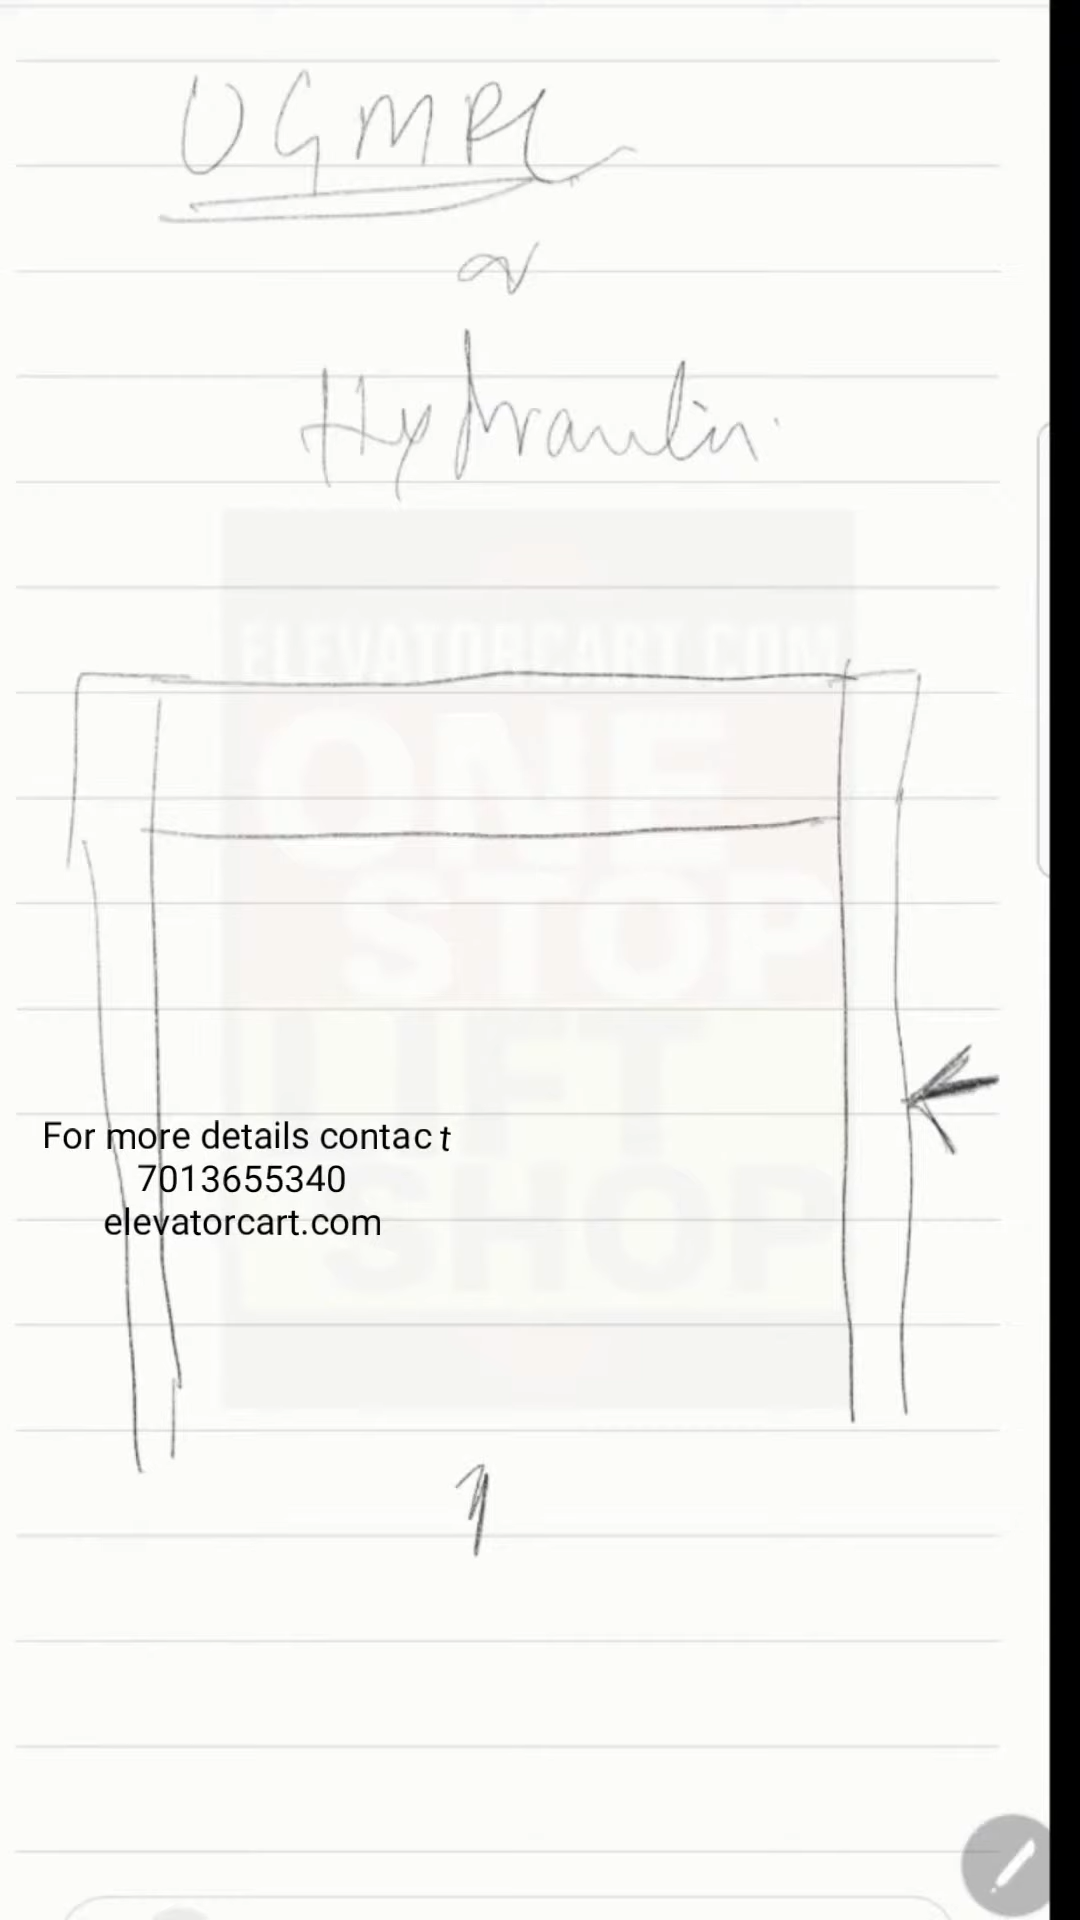 UGMRL
or
Hydraulic
ELEVATORCART.COM
ONE
STOP
LIFT
SHOP
For more details contact
7013655340
elevatorcart.com